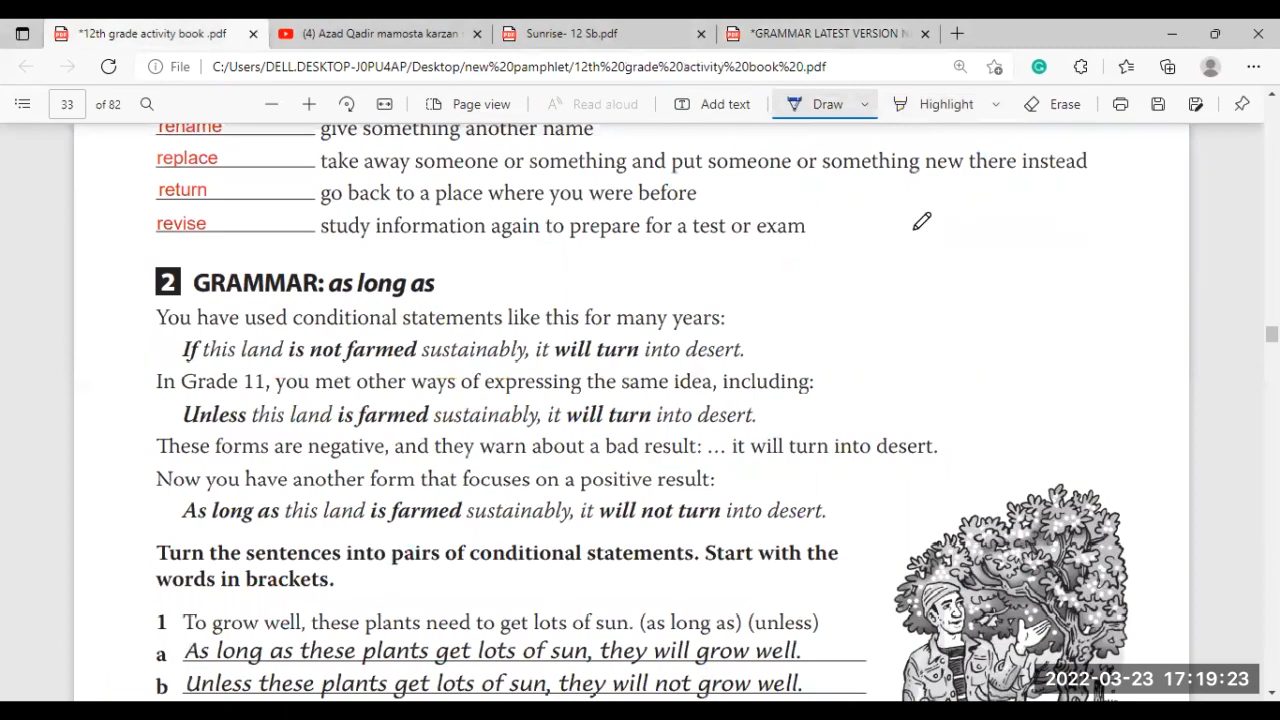 *12th grade activity book .pdf
(4) Azad Qadir mamosta karzan
Sunrise- 12 Sb.pdf
*GRAMMAR LATEST VERSION
File
C:/Users/DELL.DESKTOP-J0PU4AP/Desktop/new%20pamphlet/12th%20grade%20activity%20book%20.pdf
33 of 82
Page view
Read aloud
Add text
Draw
Highlight
Erase
rename give something another name
replace take away someone or something and put someone or something new there instead
return go back to a place where you were before
revise study information again to prepare for a test or exam
2 GRAMMAR: as long as
You have used conditional statements like this for many years:
If this land is not farmed sustainably, it will turn into desert.
In Grade 11, you met other ways of expressing the same idea, including:
Unless this land is farmed sustainably, it will turn into desert.
These forms are negative, and they warn about a bad result: … it will turn into desert.
Now you have another form that focuses on a positive result:
As long as this land is farmed sustainably, it will not turn into desert.
Turn the sentences into pairs of conditional statements. Start with the
words in brackets.
1 To grow well, these plants need to get lots of sun. (as long as) (unless)
a As long as these plants get lots of sun, they will grow well.
b Unless these plants get lots of sun, they will not grow well.
2022-03-23 17:19:23